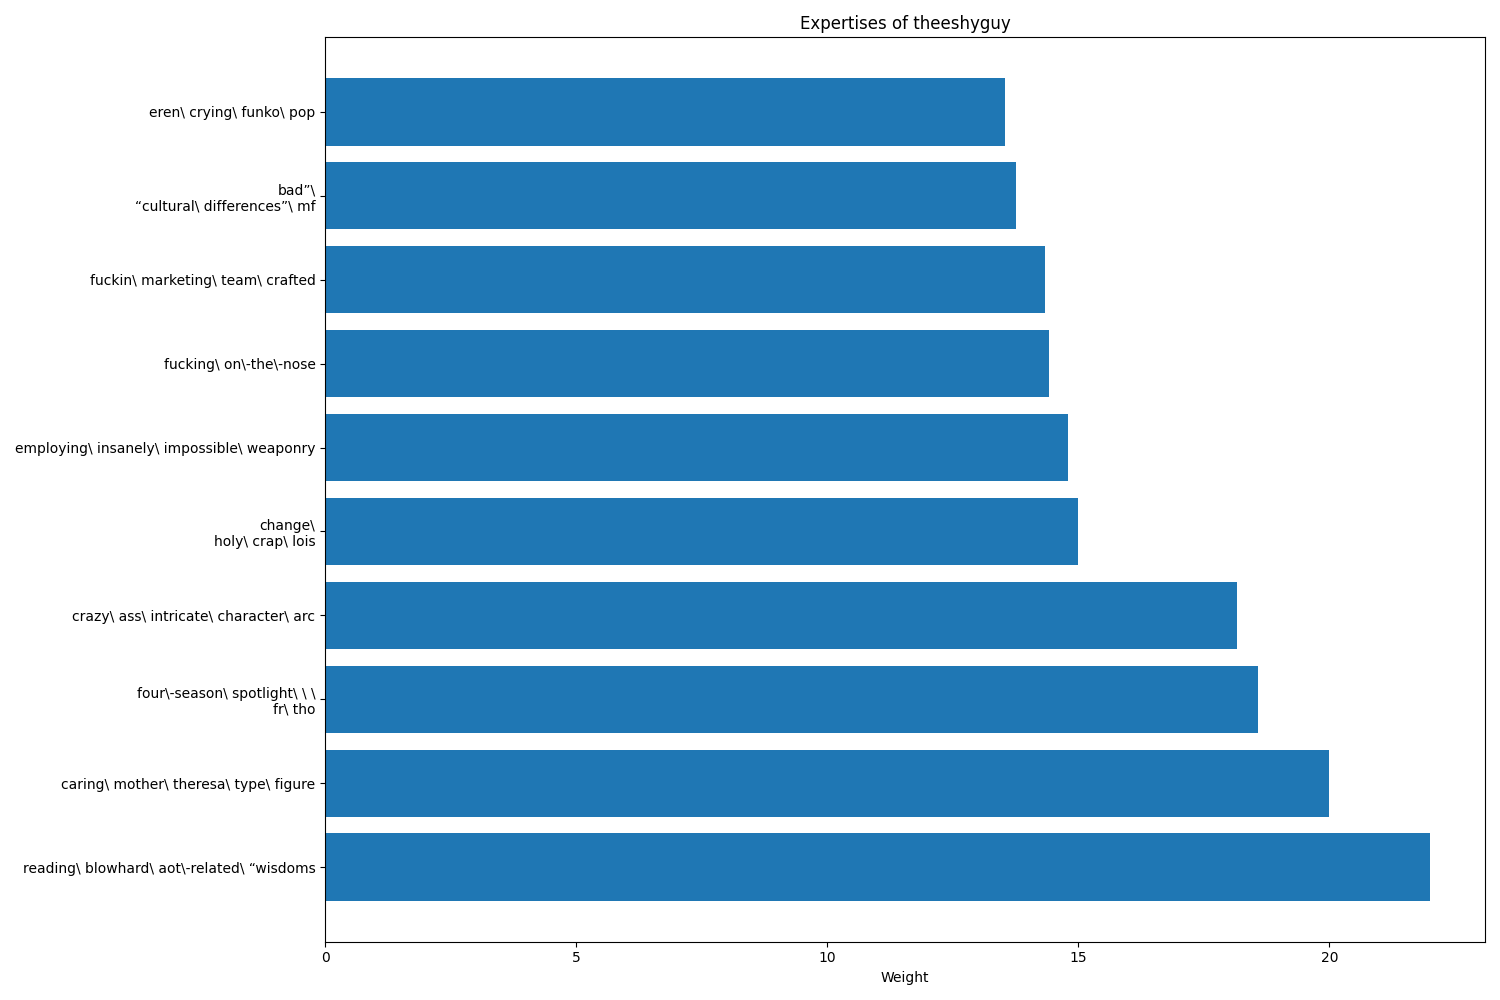 Expertises of theeshyguy
eren\ crying\ funko\ pop
bad”\
“cultural\ differences”\ mf
fuckin\ marketing\ team\ crafted
fucking\ on\-the\-nose
employing\ insanely\ impossible\ weaponry
change\
holy\ crap\ lois
crazy\ ass\ intricate\ character\ arc
four\-season\ spotlight\ \ \
fr\ tho
caring\ mother\ theresa\ type\ figure
reading\ blowhard\ aot\-related\ “wisdoms
0 5 10 15 20
Weight